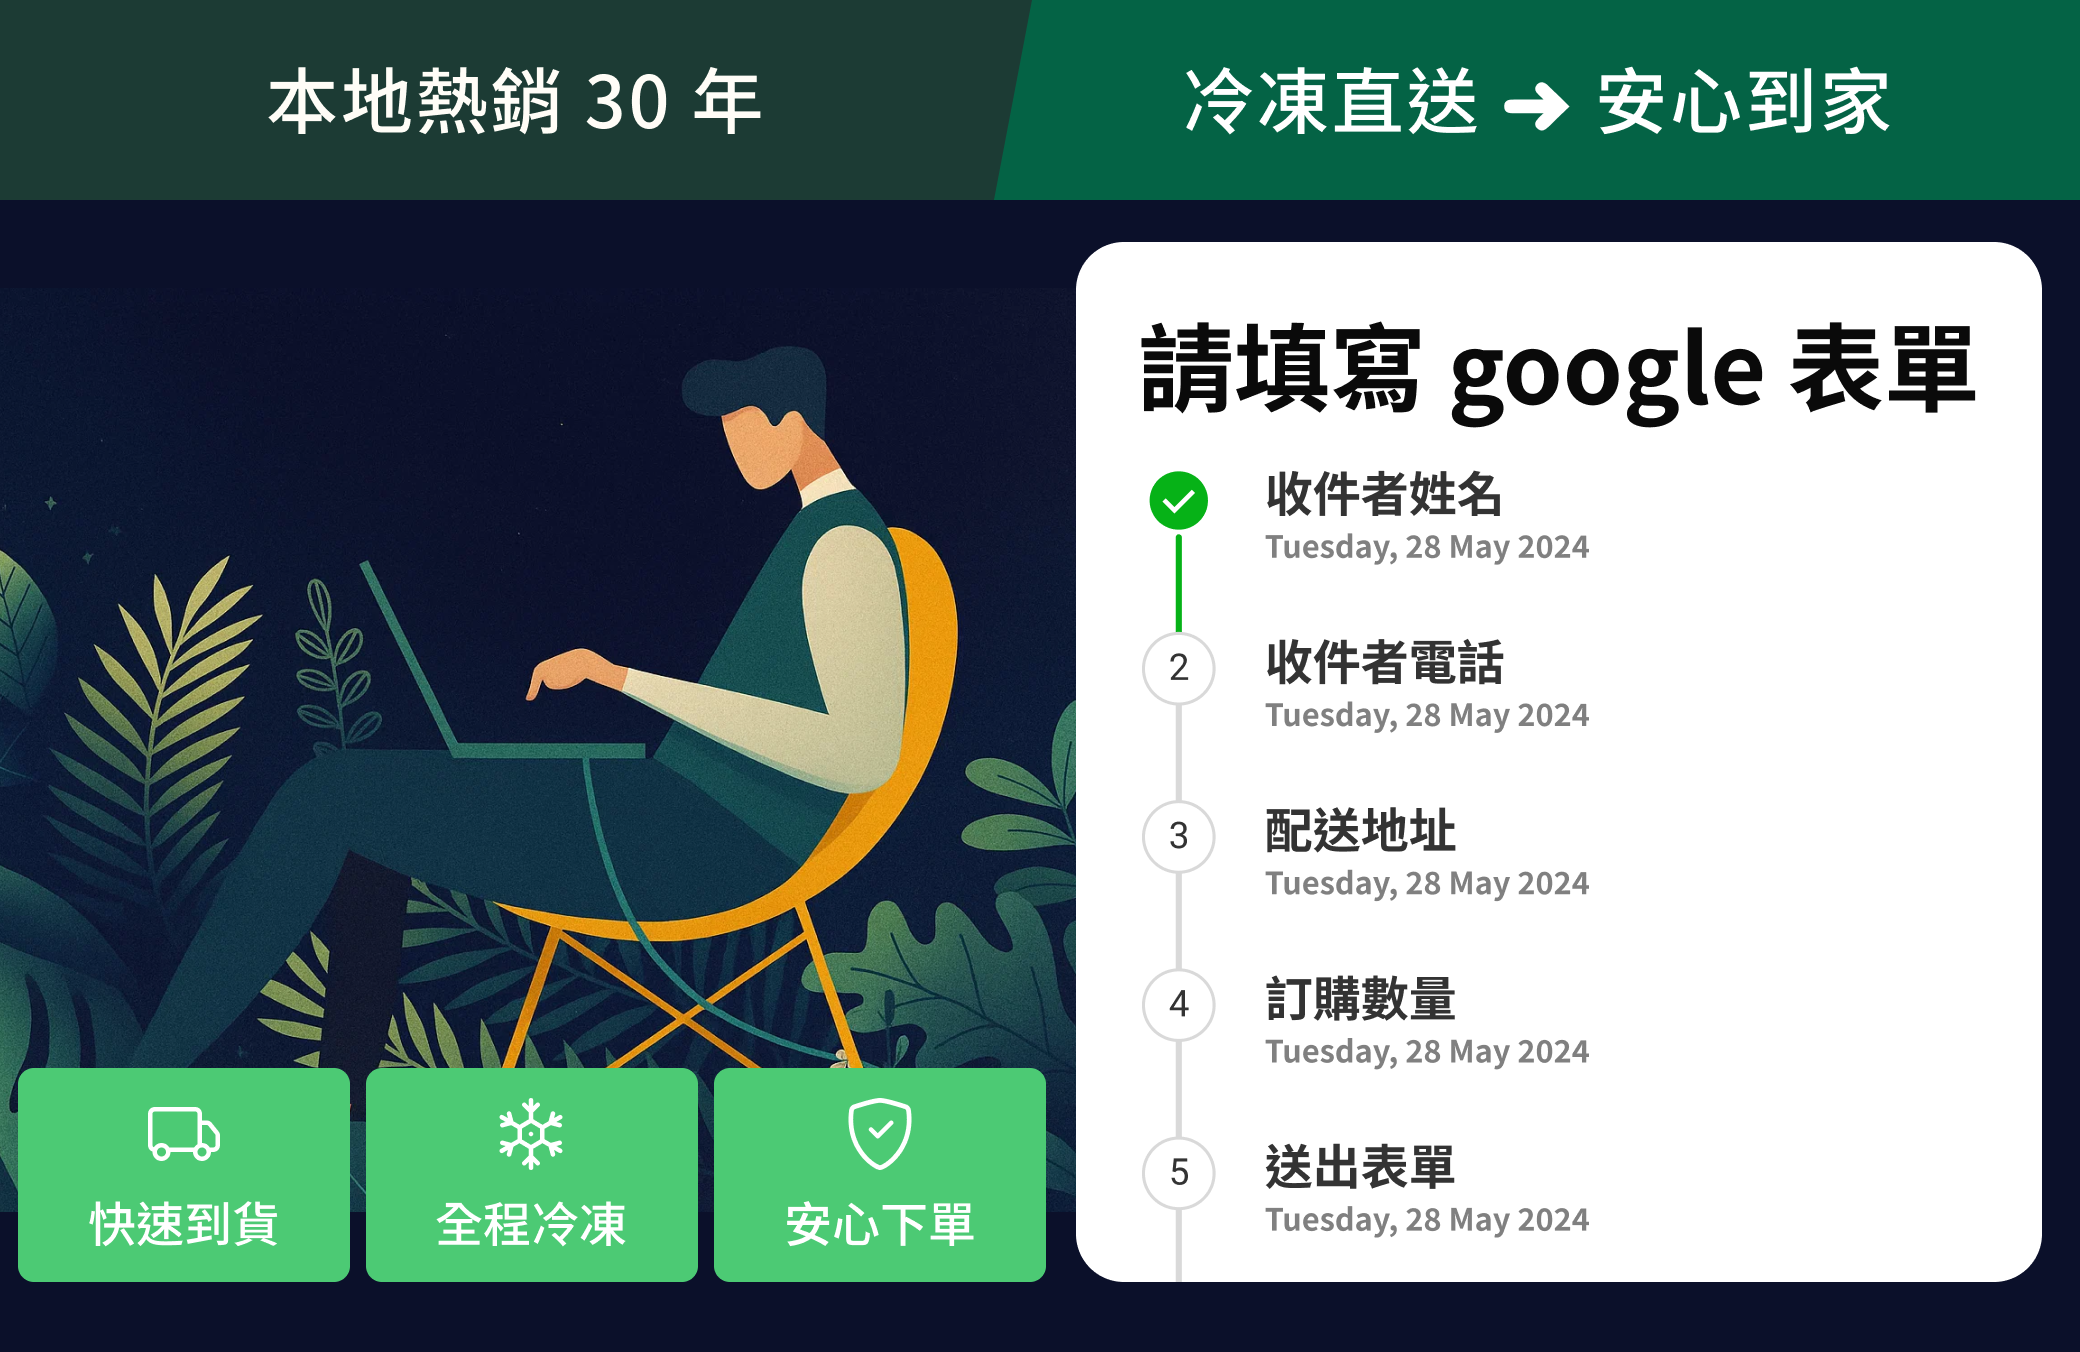 本地熱銷 30 年
冷凍直送 ➜ 安心到家
請填寫 google 表單
收件者姓名
Tuesday, 28 May 2024
2
收件者電話
Tuesday, 28 May 2024
3
配送地址
Tuesday, 28 May 2024
4
訂購數量
Tuesday, 28 May 2024
5
送出表單
Tuesday, 28 May 2024
快速到貨
全程冷凍
安心下單